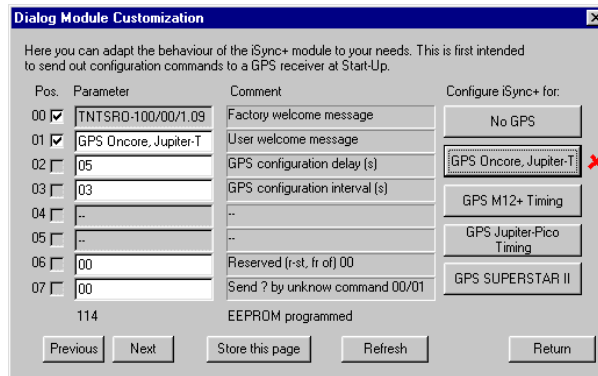 Dialog Module Customization
Here you can adapt the behaviour of the iSync+ module to your needs. This is first intended
to send out configuration commands to a GPS receiver at Start-Up.
Pos. Parameter Comment Configure iSync+ for:
00 TNTSRO-100/00/1.09 Factory welcome message No GPS
01 GPS Oncore, Jupiter-T User welcome message
02 05 GPS configuration delay (s) GPS Oncore, Jupiter-T
03 03 GPS configuration interval (s)
04 -- -- GPS M12+ Timing
05 -- -- GPS Jupiter-Pico
Timing
06 00 Reserved (r-st, fr of) 00
07 00 Send ? by unknow command 00/01 GPS SUPERSTAR II
114 EEPROM programmed
Previous Next Store this page Refresh Return